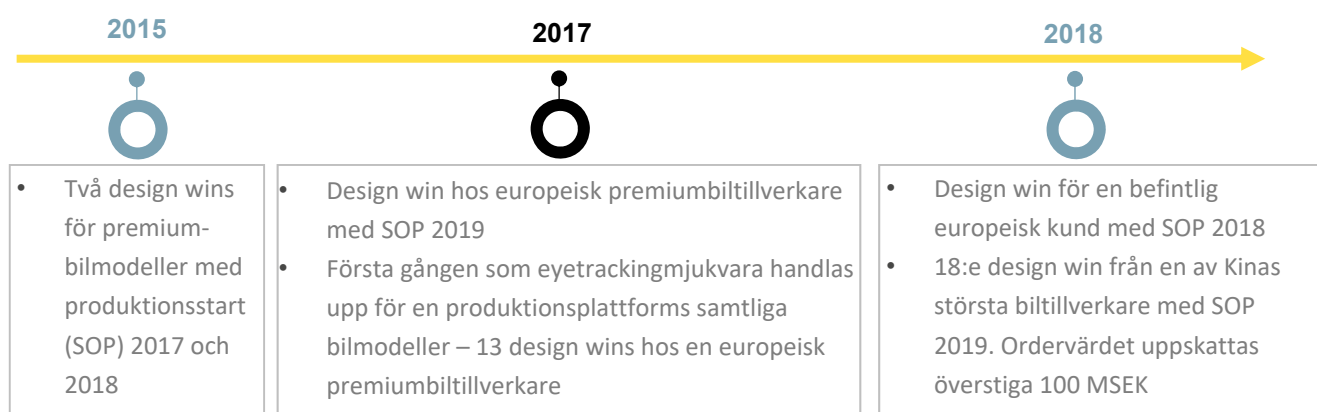 2015
2017
2018
• Två design wins
för premium-
bilmodeller med
produktionsstart
(SOP) 2017 och
2018
• Design win hos europeisk premiumbiltillverkare
med SOP 2019
• Första gången som eyetrackingmjukvara handlas
upp för en produktionsplattforms samtliga
bilmodeller – 13 design wins hos en europeisk
premiumbiltillverkare
• Design win för en befintlig
europeisk kund med SOP 2018
• 18:e design win från en av Kinas
största biltillverkare med SOP
2019. Ordervärdet uppskattas
överstiga 100 MSEK